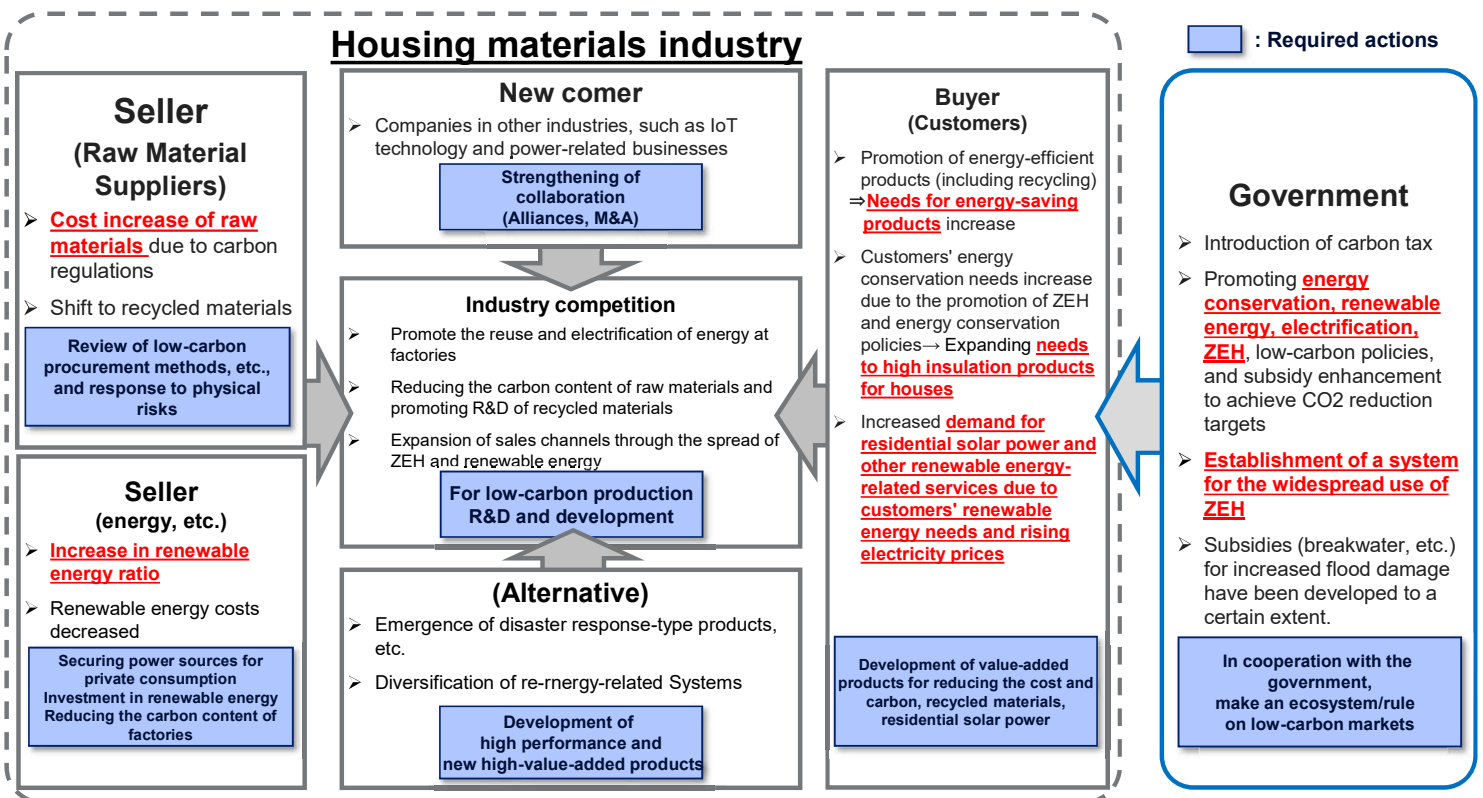 Housing materials industry
: Required actions
Seller
(Raw Material
Suppliers)
➢ Cost increase of raw
materials due to carbon
regulations
➢ Shift to recycled materials
Review of low-carbon
procurement methods, etc.,
and response to physical
risks
Seller
(energy, etc.)
➢ Increase in renewable
energy ratio
➢ Renewable energy costs
decreased
Securing power sources for
private consumption
Investment in renewable energy
Reducing the carbon content of
factories
New comer
➢ Companies in other industries, such as IoT
technology and power-related businesses
Strengthening of
collaboration
(Alliances, M&A)
Industry competition
➢ Promote the reuse and electrification of energy at
factories
➢ Reducing the carbon content of raw materials and
promoting R&D of recycled materials
➢ Expansion of sales channels through the spread of
ZEH and renewable energy
For low-carbon production
R&D and development
(Alternative)
➢ Emergence of disaster response-type products,
etc.
➢ Diversification of re-rnergy-related Systems
Development of
high performance and
new high-value-added products
Buyer
(Customers)
➢ Promotion of energy-efficient
products (including recycling)
⇒Needs for energy-saving
products increase
➢ Customers' energy
conservation needs increase
due to the promotion of ZEH
and energy conservation
policies→ Expanding needs
to high insulation products
for houses
➢ Increased demand for
residential solar power and
other renewable energy-
related services due to
customers' renewable
energy needs and rising
electricity prices
Development of value-added
products for reducing the cost and
carbon, recycled materials,
residential solar power
Government
➢ Introduction of carbon tax
➢ Promoting energy
conservation, renewable
energy, electrification,
ZEH, low-carbon policies,
and subsidy enhancement
to achieve CO2 reduction
targets
➢ Establishment of a system
for the widespread use of
ZEH
➢ Subsidies (breakwater, etc.)
for increased flood damage
have been developed to a
certain extent.
In cooperation with the
government,
make an ecosystem/rule
on low-carbon markets